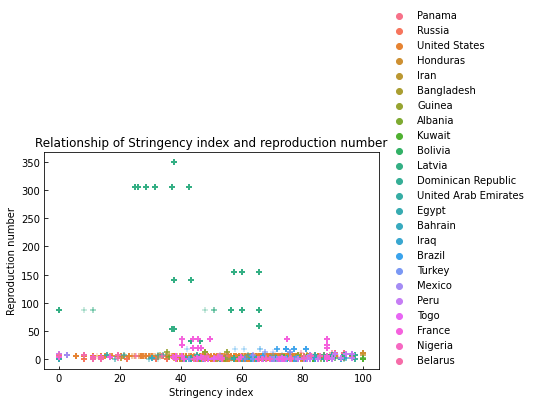 Panama
Russia
United States
Honduras
Iran
Bangladesh
Guinea
Albania
Kuwait
Bolivia
Latvia
Dominican Republic
United Arab Emirates
Egypt
Bahrain
Iraq
Brazil
Turkey
Mexico
Peru
Togo
France
Nigeria
Belarus
Relationship of Stringency index and reproduction number
Reproduction number
350
300
250
200
150
100
50
0
0 20 40 60 80 100
Stringency index